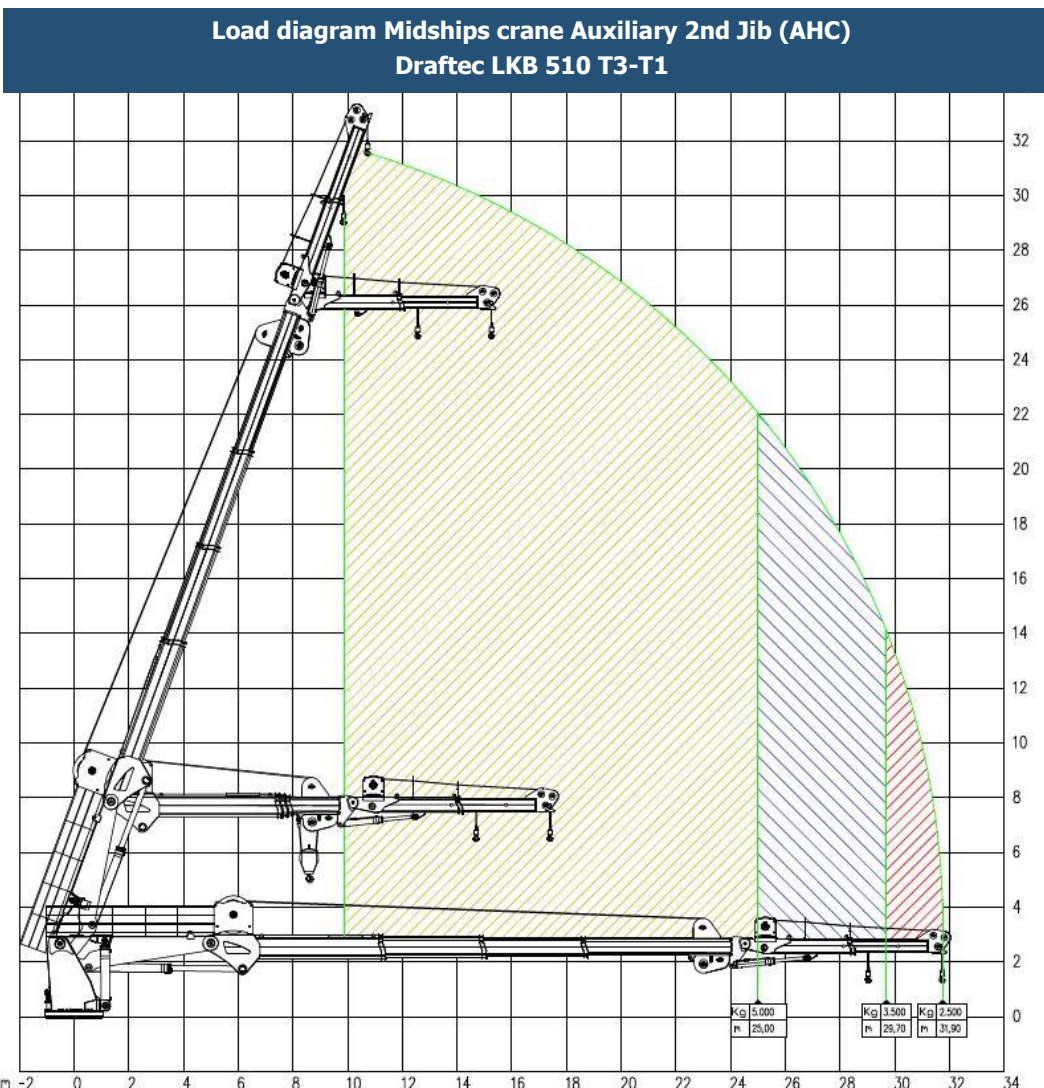 Load diagram Midships crane Auxiliary 2nd Jib (AHC)
Draftec LKB 510 T3-T1
32
30
28
26
24
22
20
18
16
14
12
10
8
6
4
2
0
Kg 5.000
m 25,00
Kg 3.500
m 29,70
Kg 2.500
m 31,90
m -2 0 2 4 6 8 10 12 14 16 18 20 22 24 26 28 30 32 34